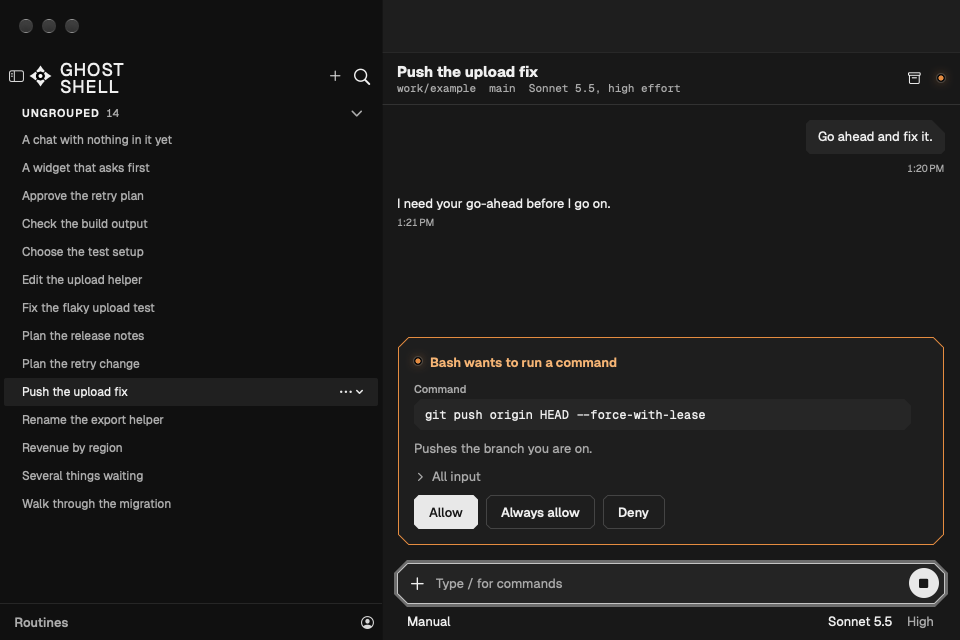 GHOST
SHELL
UNGROUPED 14
A chat with nothing in it yet
A widget that asks first
Approve the retry plan
Check the build output
Choose the test setup
Edit the upload helper
Fix the flaky upload test
Plan the release notes
Plan the retry change
Push the upload fix
Rename the export helper
Revenue by region
Several things waiting
Walk through the migration
Routines
Push the upload fix
work/example main Sonnet 5.5, high effort
Go ahead and fix it.
1:20 PM
I need your go-ahead before I go on.
1:21 PM
Bash wants to run a command
Command
git push origin HEAD --force-with-lease
Pushes the branch you are on.
All input
Allow Always allow Deny
Type / for commands
Manual Sonnet 5.5 High